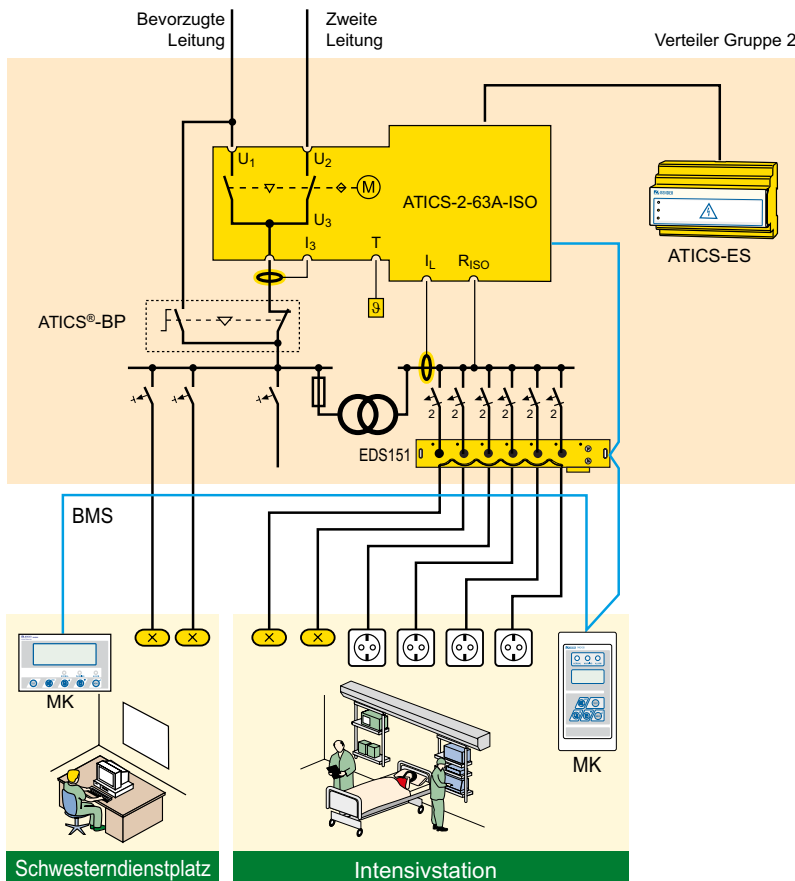 Bevorzugte
Leitung
Zweite
Leitung
Verteiler Gruppe 2
U1
U2
M
ATICS-2-63A-ISO
U3
I3
T
IL
RISO
ATICS-ES
ϑ
ATICS®-BP
2
2
2
2
2
2
EDS151
BMS
MK
MK
Schwesterndienstplatz
Intensivstation